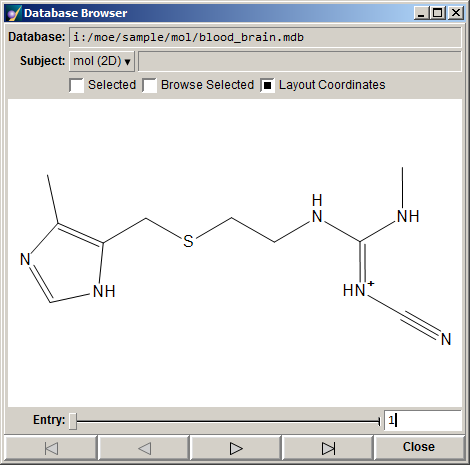 Database Browser
Database: i:/moe/sample/mol/blood_brain.mdb
Subject: mol (2D)
Selected Browse Selected Layout Coordinates
H
N
NH
S
N
HN+
NH
N
Entry: 1
Close